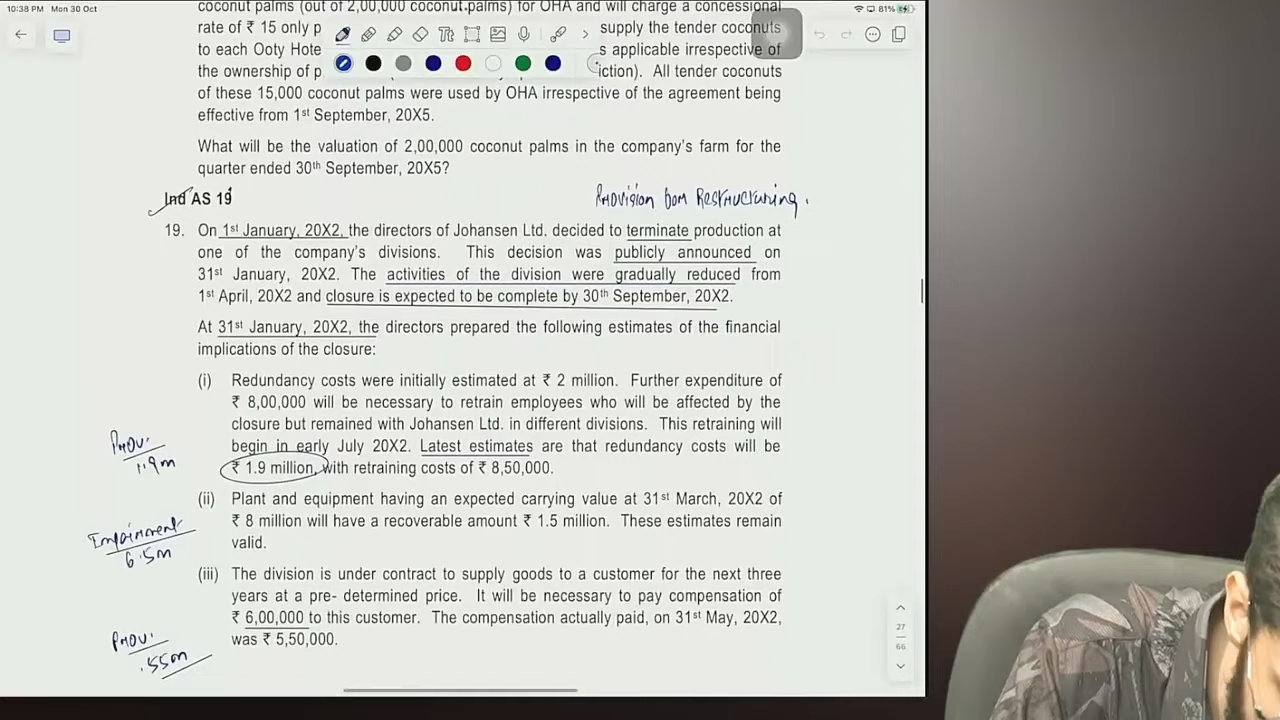 10:38 PM Mon 30 Oct
81%
coconut palms (out of 2,00,000 coconut palms) for OHA and will charge a concessional
rate of ₹ 15 only p supply the tender coconuts
to each Ooty Hote s applicable irrespective of
the ownership of p iction). All tender coconuts
of these 15,000 coconut palms were used by OHA irrespective of the agreement being
effective from 1st September, 20X5.
What will be the valuation of 2,00,000 coconut palms in the company's farm for the
quarter ended 30th September, 20X5?
Ind AS 19
Provision for Restructuring.
19. On 1st January, 20X2, the directors of Johansen Ltd. decided to terminate production at
one of the company's divisions. This decision was publicly announced on
31st January, 20X2. The activities of the division were gradually reduced from
1st April, 20X2 and closure is expected to be complete by 30th September, 20X2.
At 31st January, 20X2, the directors prepared the following estimates of the financial
implications of the closure:
(i) Redundancy costs were initially estimated at ₹ 2 million. Further expenditure of
₹ 8,00,000 will be necessary to retrain employees who will be affected by the
closure but remained with Johansen Ltd. in different divisions. This retraining will
begin in early July 20X2. Latest estimates are that redundancy costs will be
₹ 1.9 million, with retraining costs of ₹ 8,50,000.
Prov.
1.9m
(ii) Plant and equipment having an expected carrying value at 31st March, 20X2 of
₹ 8 million will have a recoverable amount ₹ 1.5 million. These estimates remain
valid.
Impairment
6.5m
(iii) The division is under contract to supply goods to a customer for the next three
years at a pre- determined price. It will be necessary to pay compensation of
₹ 6,00,000 to this customer. The compensation actually paid, on 31st May, 20X2,
was ₹ 5,50,000.
Prov.
.55m
27
66